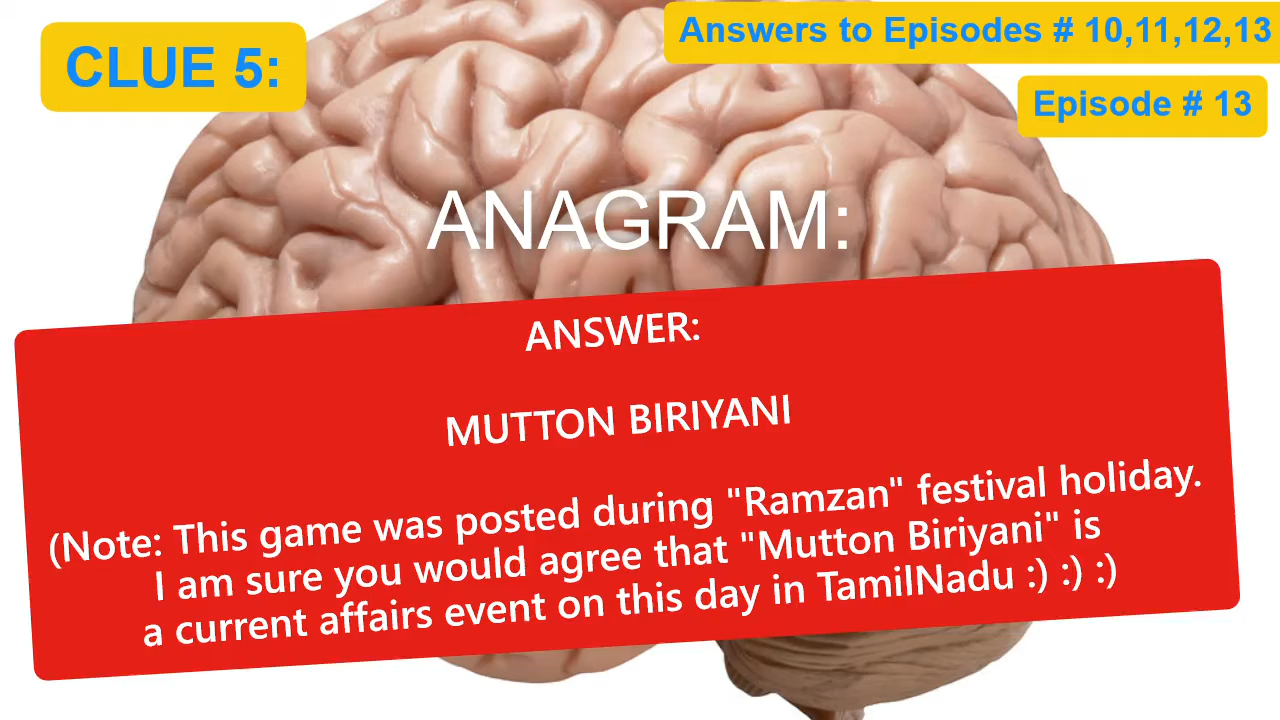 CLUE 5:
Answers to Episodes # 10,11,12,13
Episode # 13
ANAGRAM:
ANSWER:
MUTTON BIRIYANI
(Note: This game was posted during "Ramzan" festival holiday.
I am sure you would agree that "Mutton Biriyani" is
a current affairs event on this day in TamilNadu :) :) :)